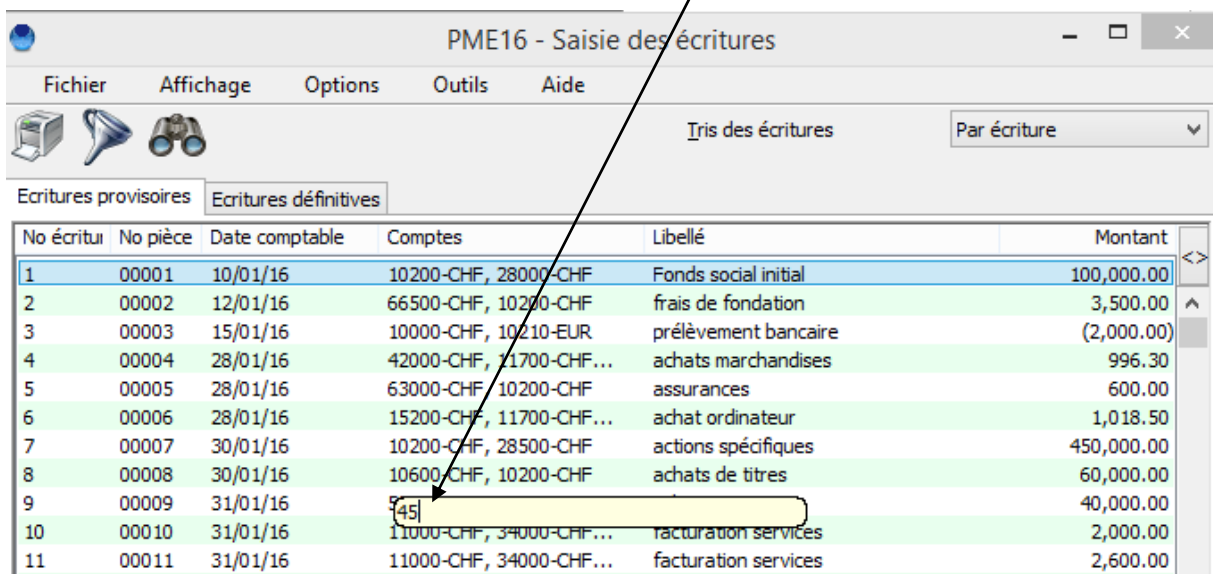 PME16 - Saisie des écritures
Fichier Affichage Options Outils Aide
Tris des écritures Par écriture
Ecritures provisoires Ecritures définitives
No écritur No pièce Date comptable Comptes Libellé Montant
<>
1 00001 10/01/16 10200-CHF, 28000-CHF Fonds social initial 100,000.00
2 00002 12/01/16 66500-CHF, 10200-CHF frais de fondation 3,500.00
3 00003 15/01/16 10000-CHF, 10210-EUR prélèvement bancaire (2,000.00)
4 00004 28/01/16 42000-CHF, 11700-CHF... achats marchandises 996.30
5 00005 28/01/16 63000-CHF, 10200-CHF assurances 600.00
6 00006 28/01/16 15200-CHF, 11700-CHF... achat ordinateur 1,018.50
7 00007 30/01/16 10200-CHF, 28500-CHF actions spécifiques 450,000.00
8 00008 30/01/16 10600-CHF, 10200-CHF achats de titres 60,000.00
9 00009 31/01/16 40,000.00
45
10 00010 31/01/16 11000-CHF, 34000-CHF... facturation services 2,000.00
11 00011 31/01/16 11000-CHF, 34000-CHF... facturation services 2,600.00